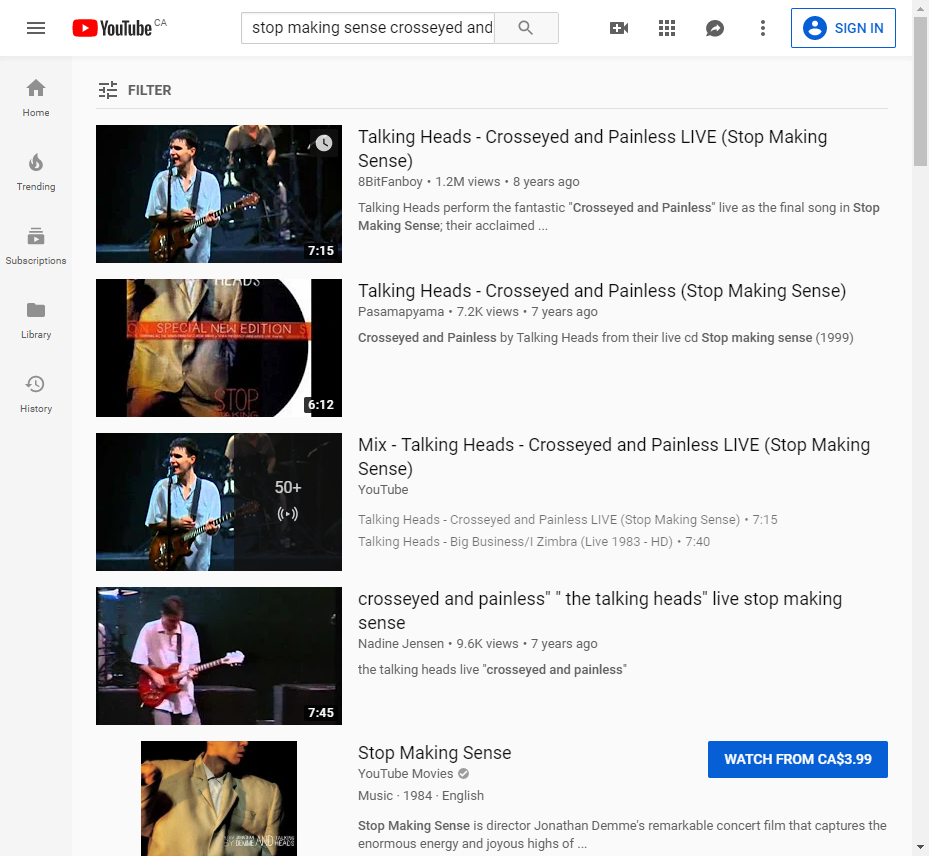 YouTube CA
stop making sense crosseyed and
SIGN IN
Home
Trending
Subscriptions
Library
History
FILTER
7:15
Talking Heads - Crosseyed and Painless LIVE (Stop Making
Sense)
8BitFanboy • 1.2M views • 8 years ago
Talking Heads perform the fantastic "Crosseyed and Painless" live as the final song in Stop
Making Sense; their acclaimed ...
HEADS
SPECIAL NEW EDITION
STOP
6:12
Talking Heads - Crosseyed and Painless (Stop Making Sense)
Pasamapyama • 7.2K views • 7 years ago
Crosseyed and Painless by Talking Heads from their live cd Stop making sense (1999)
50+
Mix - Talking Heads - Crosseyed and Painless LIVE (Stop Making
Sense)
YouTube
Talking Heads - Crosseyed and Painless LIVE (Stop Making Sense) • 7:15
Talking Heads - Big Business/I Zimbra (Live 1983 - HD) • 7:40
7:45
crosseyed and painless" " the talking heads" live stop making
sense
Nadine Jensen • 9.6K views • 7 years ago
the talking heads live "crosseyed and painless"
Stop Making Sense
YouTube Movies
Music · 1984 · English
Stop Making Sense is director Jonathan Demme's remarkable concert film that captures the
enormous energy and joyous highs of ...
WATCH FROM CA$3.99